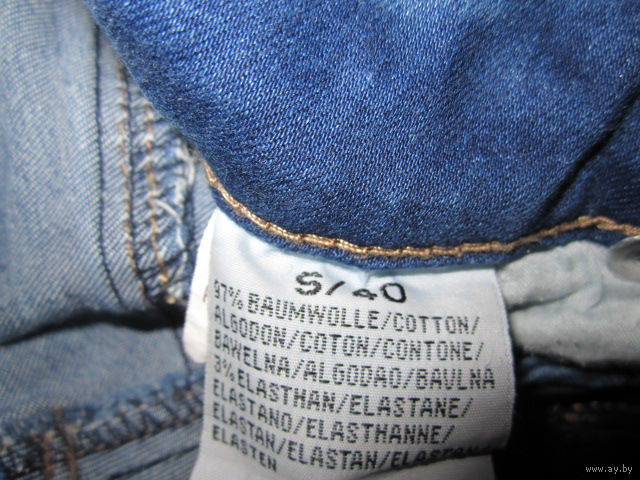 S/40
97% BAUMWOLLE/COTTON/
ALGODON/COTON/CONTONE/
BAWELNA/ALGODAO/BAVLNA
3% ELASTHAN/ELASTANE/
ELASTANO/ELASTHANNE/
ELASTAN/ELASTAN/ELASTAN/
ELASTEN
www.ay.by